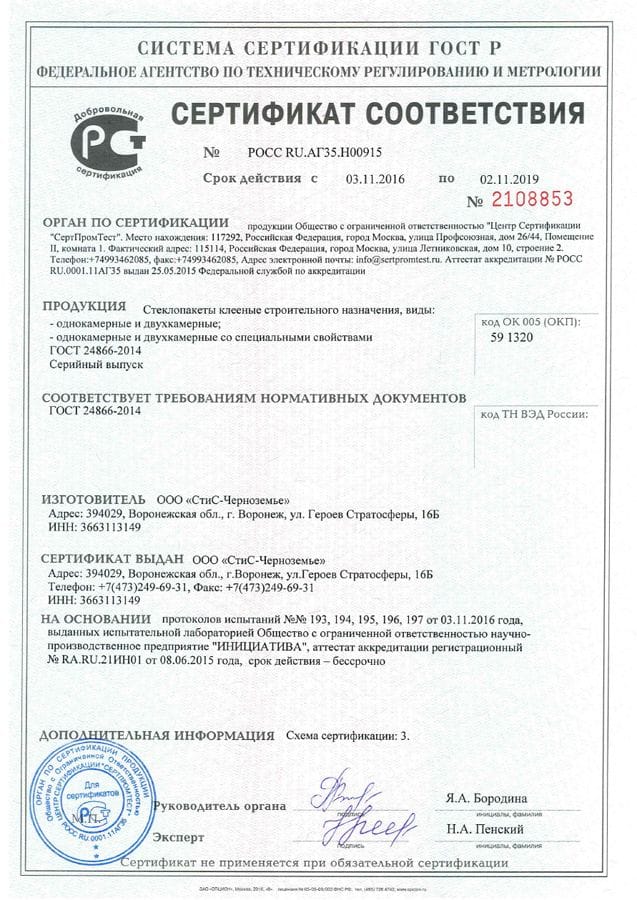 СИСТЕМА СЕРТИФИКАЦИИ ГОСТ Р
ФЕДЕРАЛЬНОЕ АГЕНТСТВО ПО ТЕХНИЧЕСКОМУ РЕГУЛИРОВАНИЮ И МЕТРОЛОГИИ
Добровольная
сертификация
СЕРТИФИКАТ СООТВЕТСТВИЯ
№ РОСС RU.АГ35.Н00915
Срок действия с 03.11.2016 по 02.11.2019
№ 2108853
ОРГАН ПО СЕРТИФИКАЦИИ продукции Общество с ограниченной ответственностью "Центр Сертификации
"СертПромТест". Место нахождения: 117292, Российская Федерация, город Москва, улица Профсоюзная, дом 26/44, Помещение
II, комната 1. Фактический адрес: 115114, Российская Федерация, город Москва, улица Летниковская, дом 10, строение 2.
Телефон:+74993462085, факс:+74993462085, Адрес электронной почты: info@sertpromtest.ru. Аттестат аккредитации № РОСС
RU.0001.11АГ35 выдан 25.05.2015 Федеральной службой по аккредитации
ПРОДУКЦИЯ Стеклопакеты клееные строительного назначения, виды:
- однокамерные и двухкамерные;
- однокамерные и двухкамерные со специальными свойствами
ГОСТ 24866-2014
Серийный выпуск
код ОК 005 (ОКП):
59 1320
СООТВЕТСТВУЕТ ТРЕБОВАНИЯМ НОРМАТИВНЫХ ДОКУМЕНТОВ
ГОСТ 24866-2014
код ТН ВЭД России:
ИЗГОТОВИТЕЛЬ ООО «СтиС-Черноземье»
Адрес: 394029, Воронежская обл., г. Воронеж, ул. Героев Стратосферы, 16Б
ИНН: 3663113149
СЕРТИФИКАТ ВЫДАН ООО «СтиС-Черноземье»
Адрес: 394029, Воронежская обл., г.Воронеж, ул.Героев Стратосферы, 16Б
Телефон: +7(473)249-69-31, Факс: +7(473)249-69-31
ИНН: 3663113149
НА ОСНОВАНИИ протоколов испытаний №№ 193, 194, 195, 196, 197 от 03.11.2016 года,
выданных испытательной лабораторией Общество с ограниченной ответственностью научно-
производственное предприятие "ИНИЦИАТИВА", аттестат аккредитации регистрационный
№ RA.RU.21ИН01 от 08.06.2015 года, срок действия – бессрочно
ДОПОЛНИТЕЛЬНАЯ ИНФОРМАЦИЯ Схема сертификации: 3.
ОРГАН ПО СЕРТИФИКАЦИИ ПРОДУКЦИИ
Общество с Ограниченной Ответственностью
ЦЕНТР СЕРТИФИКАЦИИ "СЕРТПРОМТЕСТ"
Для
сертификатов
РОСС RU.0001.11АГ35
М.П.
Руководитель органа
подпись
Я.А. Бородина
инициалы, фамилия
Эксперт
подпись
Н.А. Пенский
инициалы, фамилия
Сертификат не применяется при обязательной сертификации